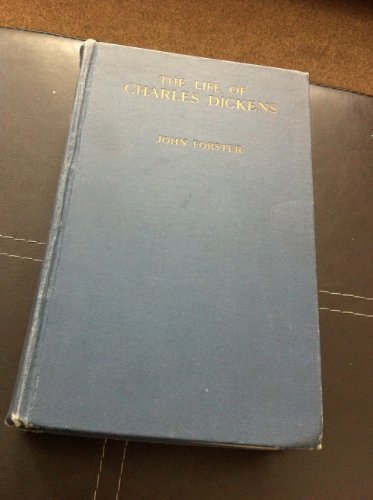 THE LIFE OF
CHARLES DICKENS
JOHN FORSTER